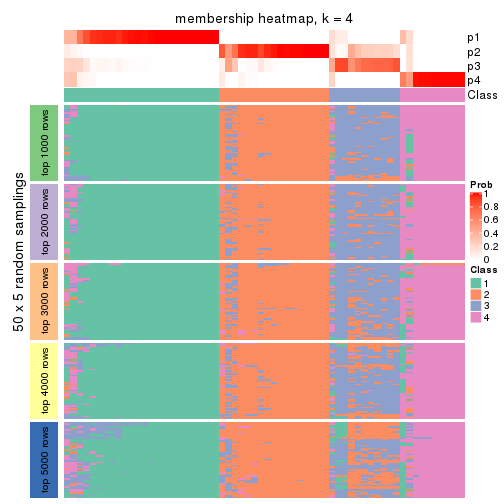 membership heatmap, k = 4
p1
p2
p3
p4
Class
50 x 5 random samplings
top 1000 rows
top 2000 rows
top 3000 rows
top 4000 rows
top 5000 rows
Prob
1
0.8
0.6
0.4
0.2
0
Class
1
2
3
4